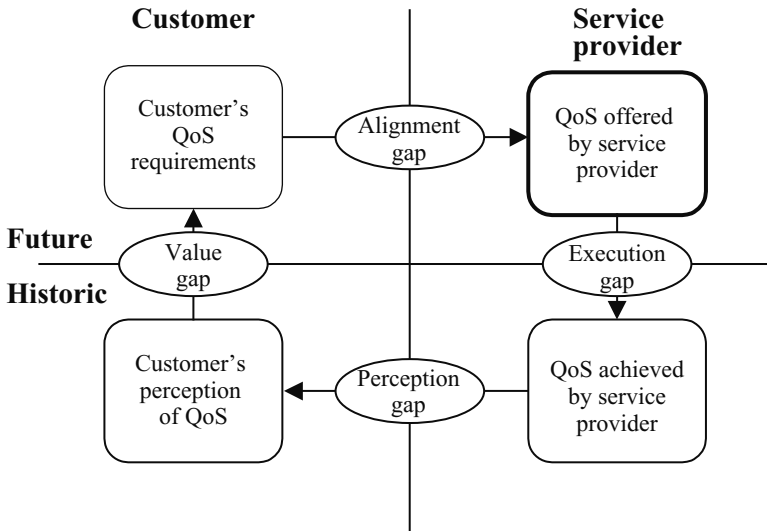 Customer
Service
provider
Customer’s
QoS
requirements
Alignment
gap
QoS offered
by service
provider
Future
Value
gap
Execution
gap
Historic
Customer’s
perception
of QoS
Perception
gap
QoS achieved
by service
provider